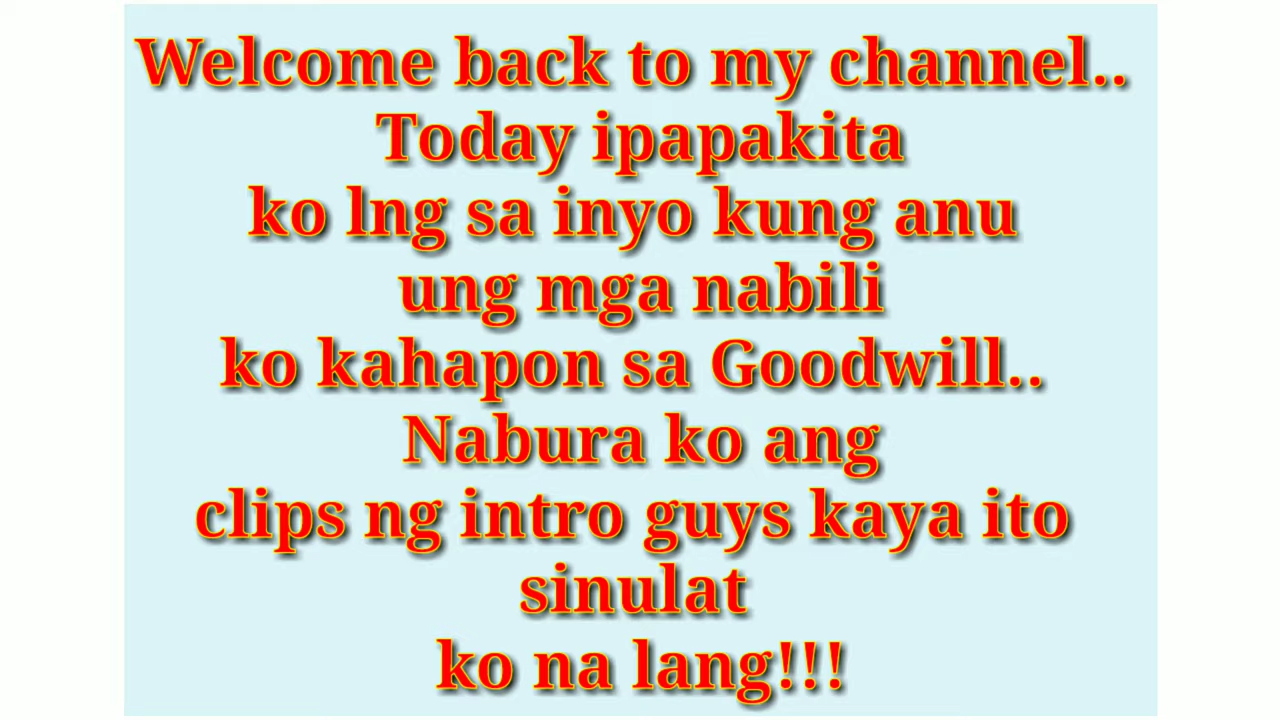 Welcome back to my channel..
Today ipapakita
ko lng sa inyo kung anu
ung mga nabili
ko kahapon sa Goodwill..
Nabura ko ang
clips ng intro guys kaya ito
sinulat
ko na lang!!!